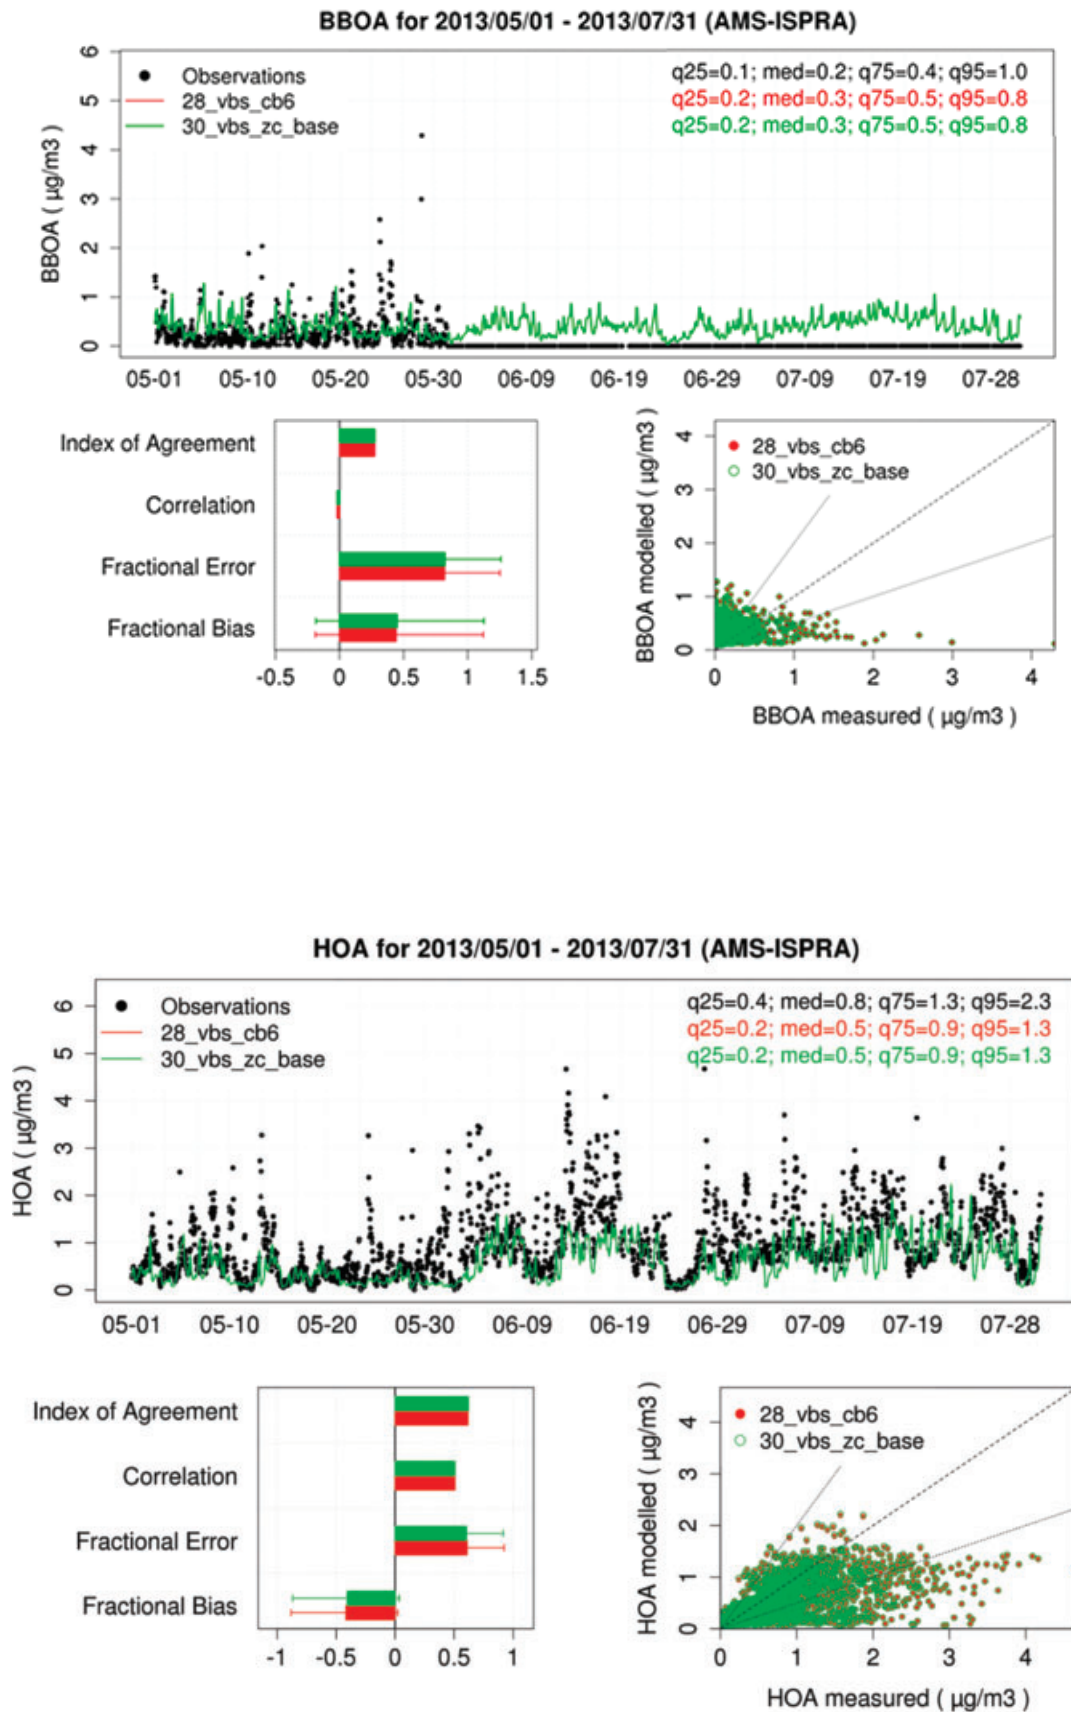 BBOA for 2013/05/01 - 2013/07/31 (AMS-ISPRA)
BBOA ( µg/m3 )
6
5
4
3
2
1
0
Observations
28_vbs_cb6
30_vbs_zc_base
q25=0.1; med=0.2; q75=0.4; q95=1.0
q25=0.2; med=0.3; q75=0.5; q95=0.8
q25=0.2; med=0.3; q75=0.5; q95=0.8
05-01 05-10 05-20 05-30 06-09 06-19 06-29 07-09 07-19 07-28
Index of Agreement
Correlation
Fractional Error
Fractional Bias
-0.5 0 0.5 1 1.5
BBOA modelled ( µg/m3 )
4
3
2
1
0
28_vbs_cb6
30_vbs_zc_base
0 1 2 3 4
BBOA measured ( µg/m3 )
HOA for 2013/05/01 - 2013/07/31 (AMS-ISPRA)
HOA ( µg/m3 )
6
5
4
3
2
1
0
Observations
28_vbs_cb6
30_vbs_zc_base
q25=0.4; med=0.8; q75=1.3; q95=2.3
q25=0.2; med=0.5; q75=0.9; q95=1.3
q25=0.2; med=0.5; q75=0.9; q95=1.3
05-01 05-10 05-20 05-30 06-09 06-19 06-29 07-09 07-19 07-28
Index of Agreement
Correlation
Fractional Error
Fractional Bias
-1 -0.5 0 0.5 1
HOA modelled ( µg/m3 )
4
3
2
1
0
28_vbs_cb6
30_vbs_zc_base
0 1 2 3 4
HOA measured ( µg/m3 )